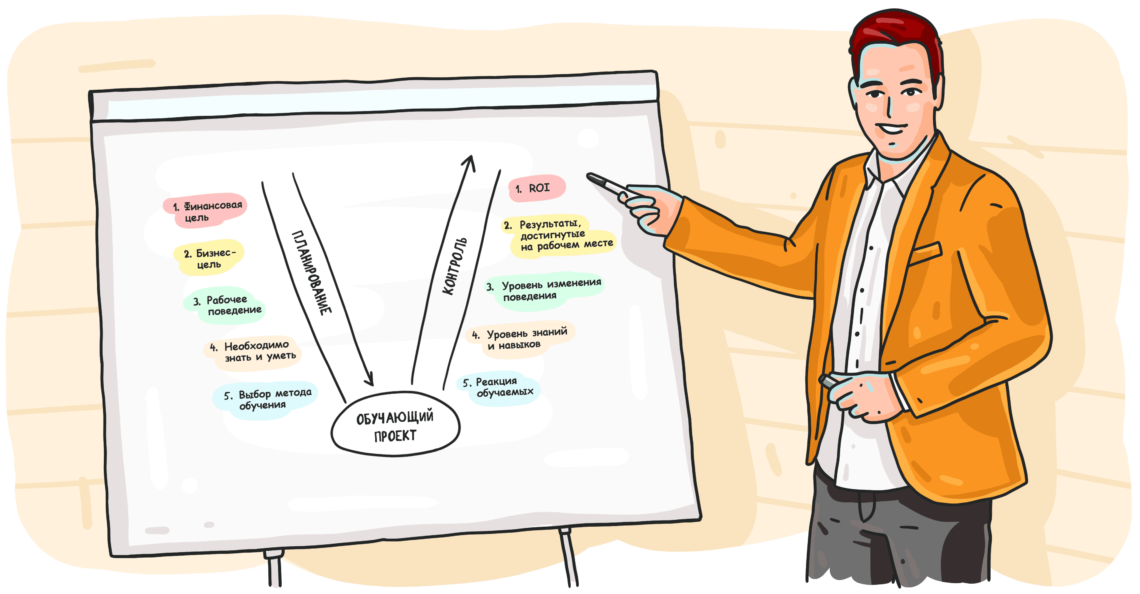 1. Финансовая
цель
2. Бизнес-
цель
3. Рабочее
поведение
4. Необходимо
знать и уметь
5. Выбор метода
обучения
ПЛАНИРОВАНИЕ
ОБУЧАЮЩИЙ
ПРОЕКТ
КОНТРОЛЬ
1. ROI
2. Результаты,
достигнутые
на рабочем месте
3. Уровень изменения
поведения
4. Уровень знаний
и навыков
5. Реакция
обучаемых